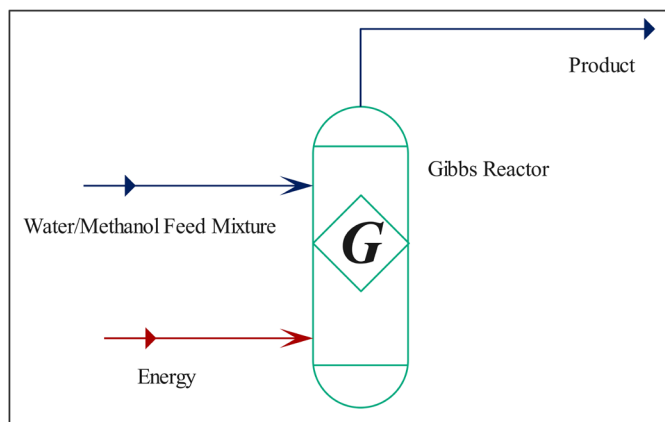 Product
Gibbs Reactor
Water/Methanol Feed Mixture
G
Energy